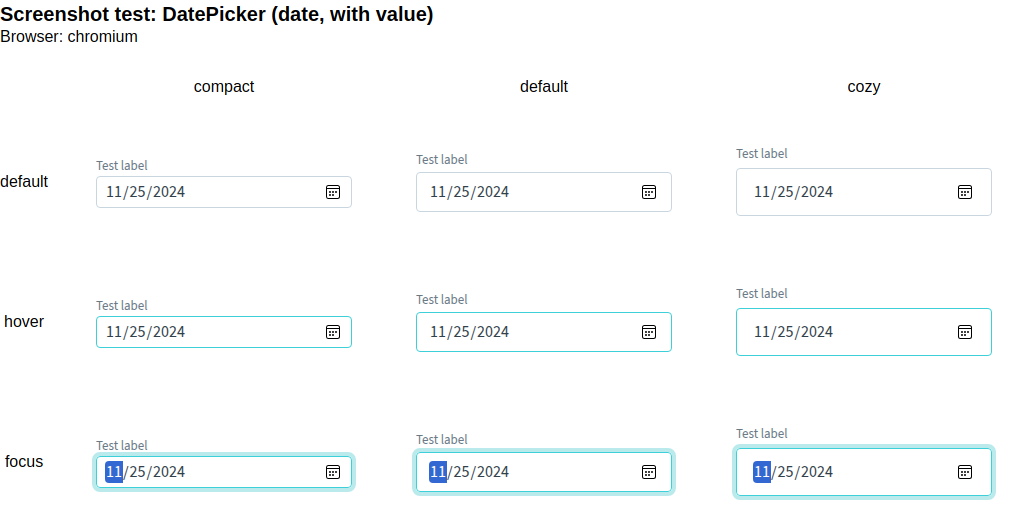 Screenshot test: DatePicker (date, with value)
Browser: chromium
compact default cozy
Test label Test label Test label
default 11/25/2024 11/25/2024 11/25/2024
Test label Test label Test label
hover 11/25/2024 11/25/2024 11/25/2024
Test label Test label Test label
focus 11/25/2024 11/25/2024 11/25/2024